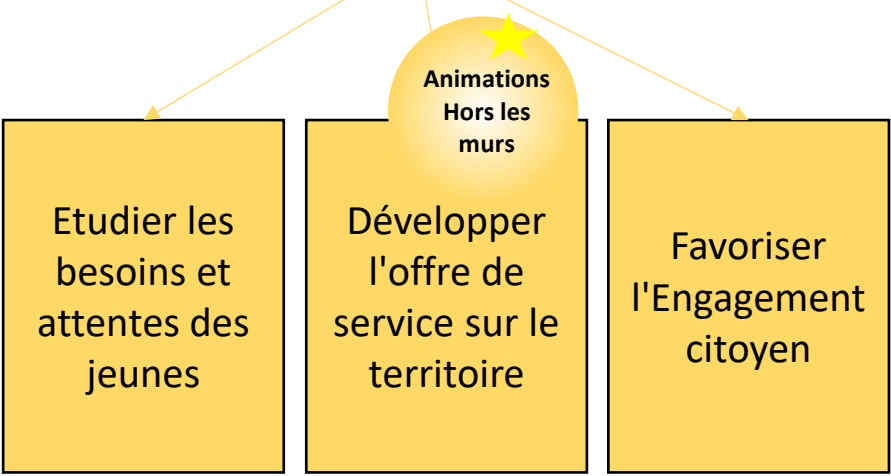 Animations
Hors les
murs
Etudier les
besoins et
attentes des
jeunes
Développer
l'offre de
service sur le
territoire
Favoriser
l'Engagement
citoyen